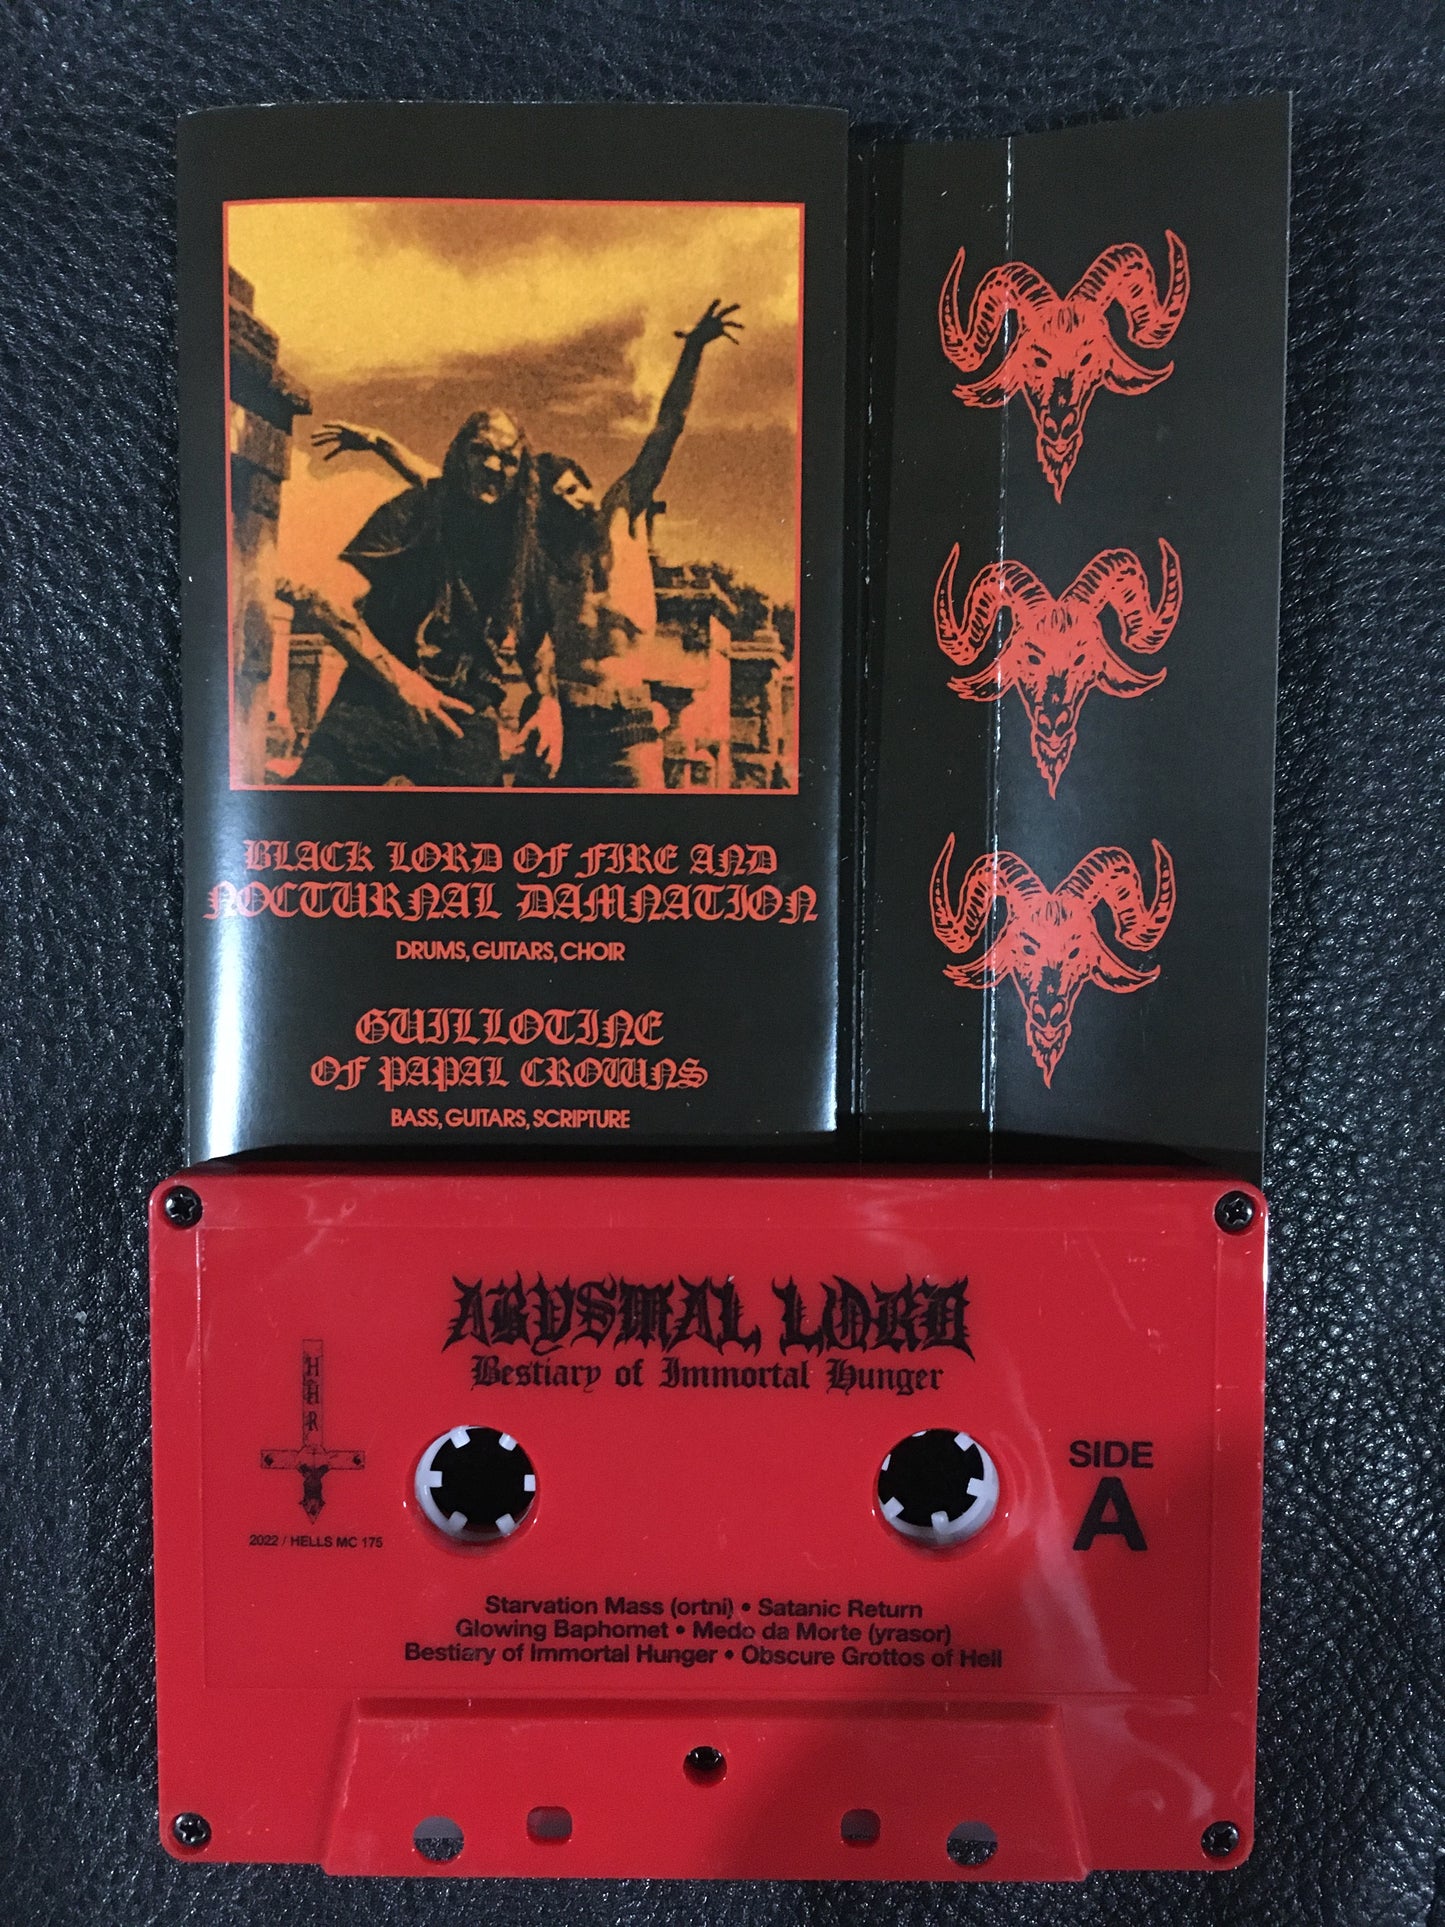 BLACK LORD OF FIRE AND
NOCTURNAL DAMNATION
DRUMS, GUITARS, CHOIR
GUILLOTINE
OF PAPAL CROWNS
BASS, GUITARS, SCRIPTURE
ABYSMAL LORD
Bestiary of Immortal Hunger
H
H
R
SIDE
A
2022 / HELLS MC 175
Starvation Mass (ortni) • Satanic Return
Glowing Baphomet • Medo da Morte (yrasor)
Bestiary of Immortal Hunger • Obscure Grottos of Hell